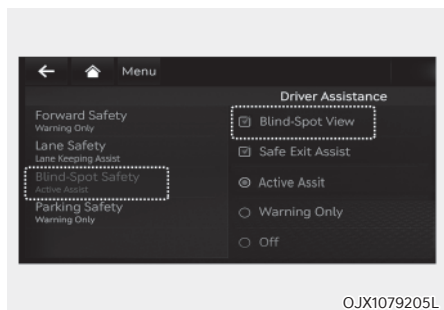 Menu
Driver Assistance
Forward Safety
Warning Only
Lane Safety
Lane Keeping Assist
Blind-Spot Safety
Active Assist
Parking Safety
Warning Only
Blind-Spot View
Safe Exit Assist
Active Assit
Warning Only
Off
OJX1079205L